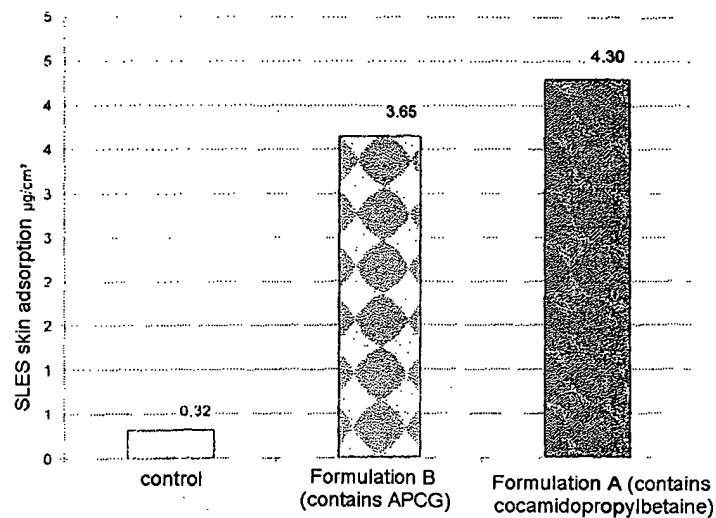 5
5
4
4
3
3
2
2
1
1
0
SLES skin adsorption µg/cm²
0.32
3.65
4.30
control
Formulation B
(contains APCG)
Formulation A (contains
cocamidopropylbetaine)